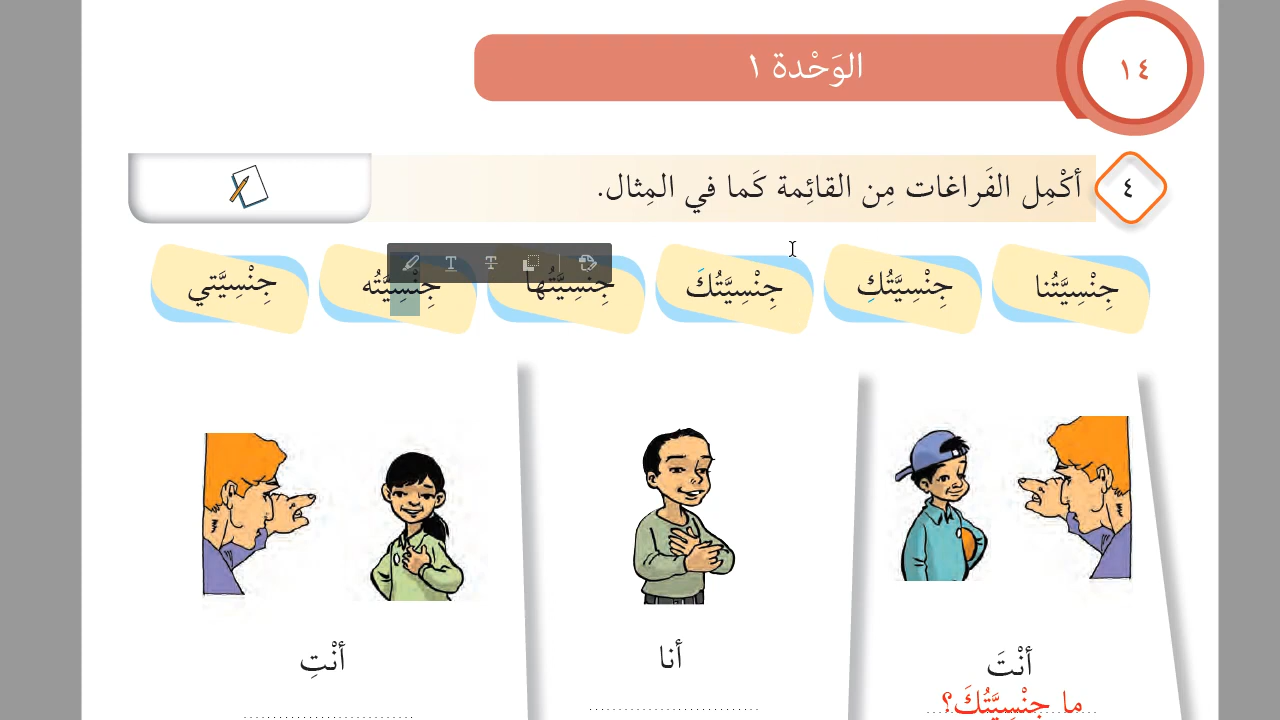 ١٤
الوَحْدة ١
٤
أكْمِل الفَراغات مِن القائِمة كَما في المِثال.
جِنْسِيَّتُنا جِنْسِيَّتُكِ جِنْسِيَّتُكَ جِنْسِيَّتُها جِنْسِيَّتُه جِنْسِيَّتي
أنْتَ أنا أنْتِ
ما جِنْسِيَّتُكَ؟